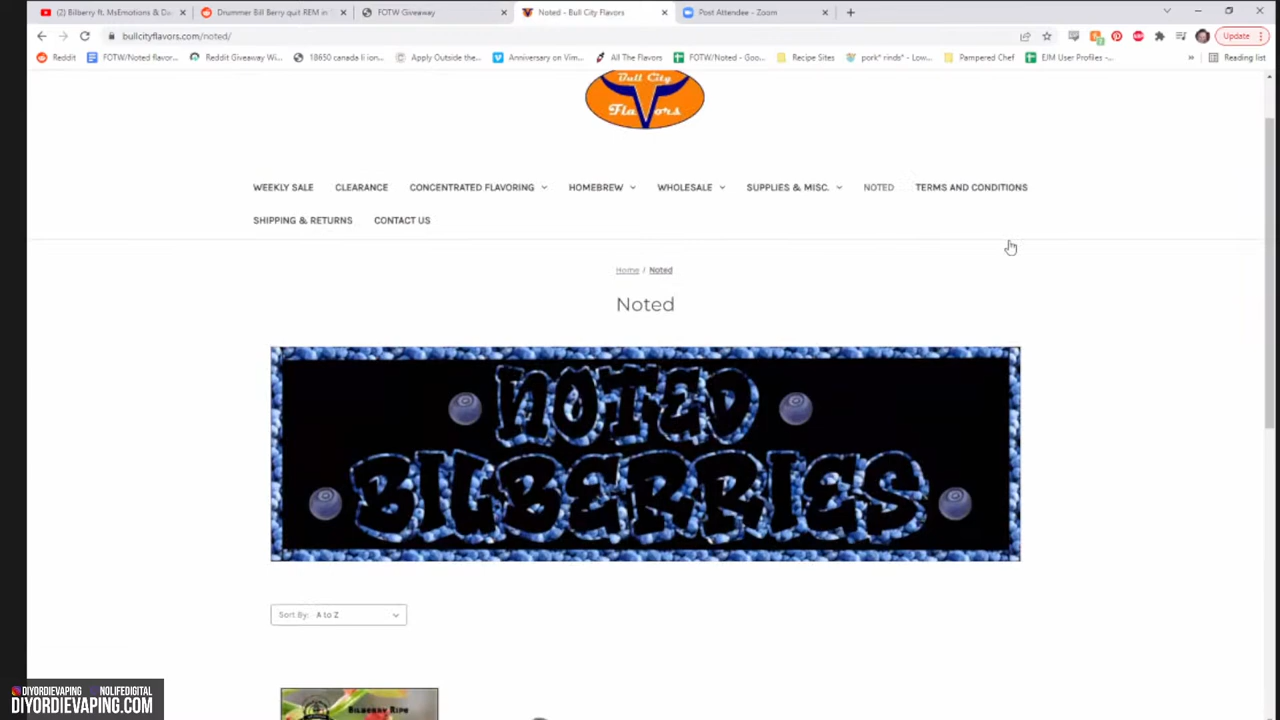 (2) Bilberry ft. MsEmotions & Da
Drummer Bill Berry quit REM in
FOTW Giveaway
Noted - Bull City Flavors
Post Attendee - Zoom
bullcityflavors.com/noted/
Update
Reddit
FOTW/Noted flavor...
Reddit Giveaway Wi...
18650 canada li ion...
Apply Outside the...
Anniversary on Vim...
All The Flavors
FOTW/Noted - Goo...
Recipe Sites
pork* rinds* - Low...
Pampered Chef
EJM User Profiles -...
»
Reading list
Bull City
Flavors
WEEKLY SALE
CLEARANCE
CONCENTRATED FLAVORING
HOMEBREW
WHOLESALE
SUPPLIES & MISC.
NOTED
TERMS AND CONDITIONS
SHIPPING & RETURNS
CONTACT US
Home / Noted
Noted
NOTED
BILBERRIES
Sort By: A to Z
BILBERRY RIPE
DIYORDIEVAPING
NOLIFEDIGITAL
DIYORDIEVAPING.COM